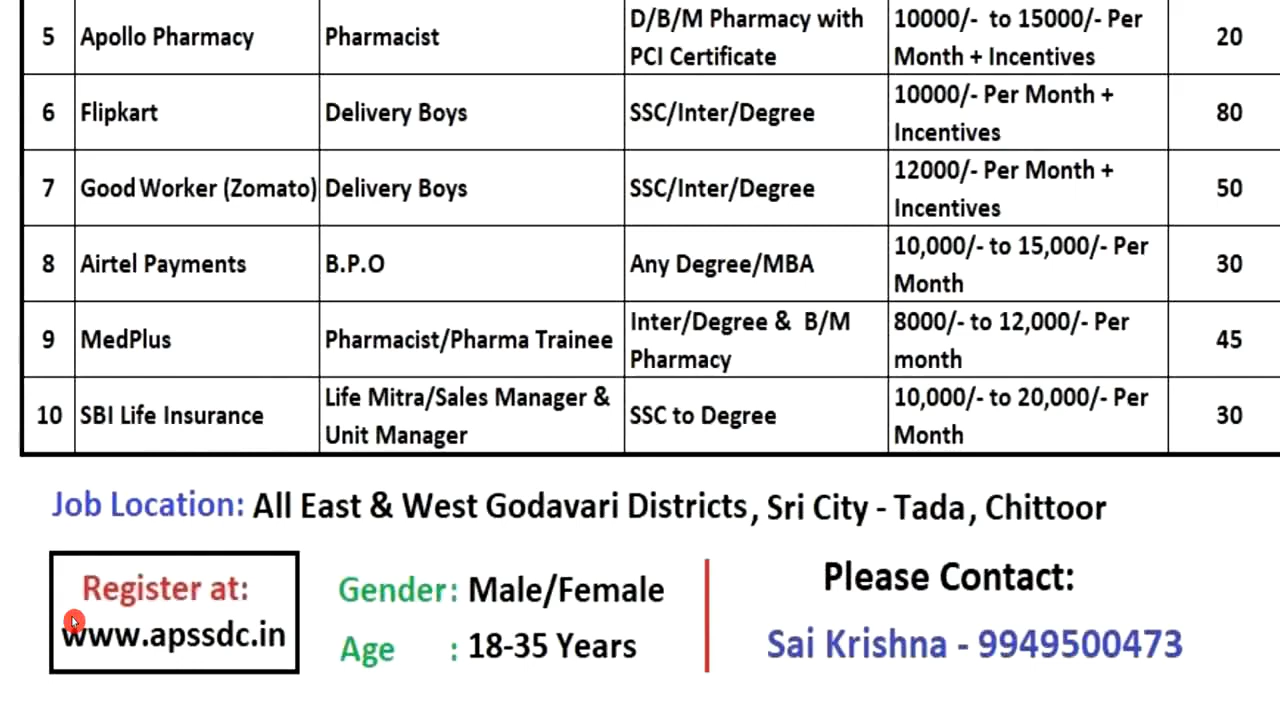 5 Apollo Pharmacy Pharmacist D/B/M Pharmacy with PCI Certificate 10000/- to 15000/- Per Month + Incentives 20
6 Flipkart Delivery Boys SSC/Inter/Degree 10000/- Per Month + Incentives 80
7 Good Worker (Zomato) Delivery Boys SSC/Inter/Degree 12000/- Per Month + Incentives 50
8 Airtel Payments B.P.O Any Degree/MBA 10,000/- to 15,000/- Per Month 30
9 MedPlus Pharmacist/Pharma Trainee Inter/Degree & B/M Pharmacy 8000/- to 12,000/- Per month 45
10 SBI Life Insurance Life Mitra/Sales Manager & Unit Manager SSC to Degree 10,000/- to 20,000/- Per Month 30
Job Location: All East & West Godavari Districts, Sri City - Tada, Chittoor
Register at:
www.apssdc.in
Gender: Male/Female
Age : 18-35 Years
Please Contact:
Sai Krishna - 9949500473